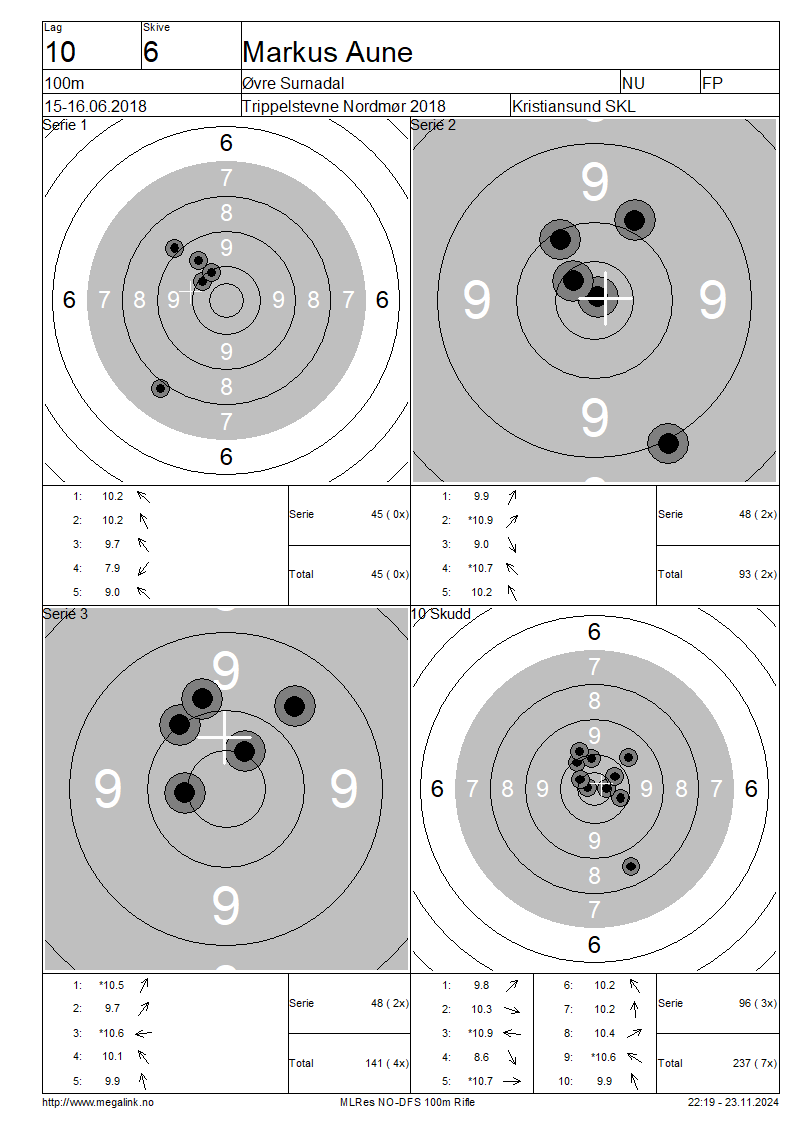 Lag Skive
10 6 Markus Aune
100m Øvre Surnadal NU FP
15-16.06.2018 Trippelstevne Nordmør 2018 Kristiansund SKL
Serie 1
6
7
8
9
6 7 8 9 9 8 7 6
9
8
7
6
Serie 2
9
9 9
9
1: 10.2
2: 10.2
3: 9.7
4: 7.9
5: 9.0
Serie 45 ( 0x)
Total 45 ( 0x)
1: 9.9
2: *10.9
3: 9.0
4: *10.7
5: 10.2
Serie 48 ( 2x)
Total 93 ( 2x)
Serie 3
9
9 9
9
10 Skudd
6
7
8
9
6 7 8 9 9 8 7 6
9
8
7
6
1: *10.5
2: 9.7
3: *10.6
4: 10.1
5: 9.9
Serie 48 ( 2x)
Total 141 ( 4x)
1: 9.8 6: 10.2
2: 10.3 7: 10.2
3: *10.9 8: 10.4
4: 8.6 9: *10.6
5: *10.7 10: 9.9
Serie 96 ( 3x)
Total 237 ( 7x)
http://www.megalink.no MLRes NO-DFS 100m Rifle 22:19 - 23.11.2024